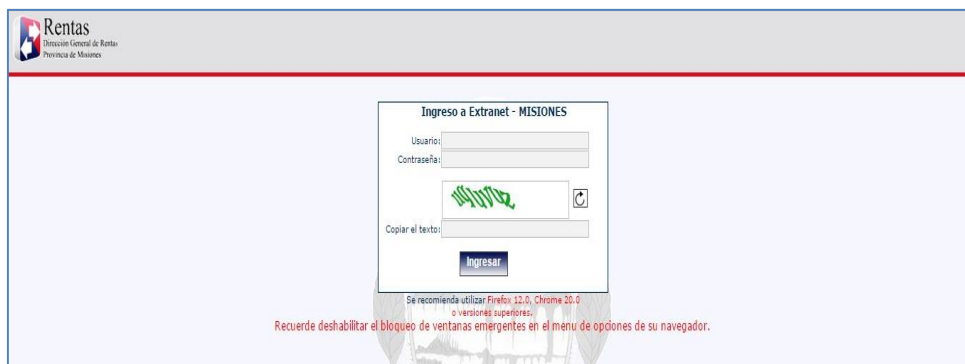 Rentas
Dirección General de Rentas
Provincia de Misiones
Ingreso a Extranet - MISIONES
Usuario:
Contraseña:
Copiar el texto:
Ingresar
Se recomienda utilizar Firefox 12.0, Chrome 20.0
o versiones superiores.
Recuerde deshabilitar el bloqueo de ventanas emergentes en el menu de opciones de su navegador.